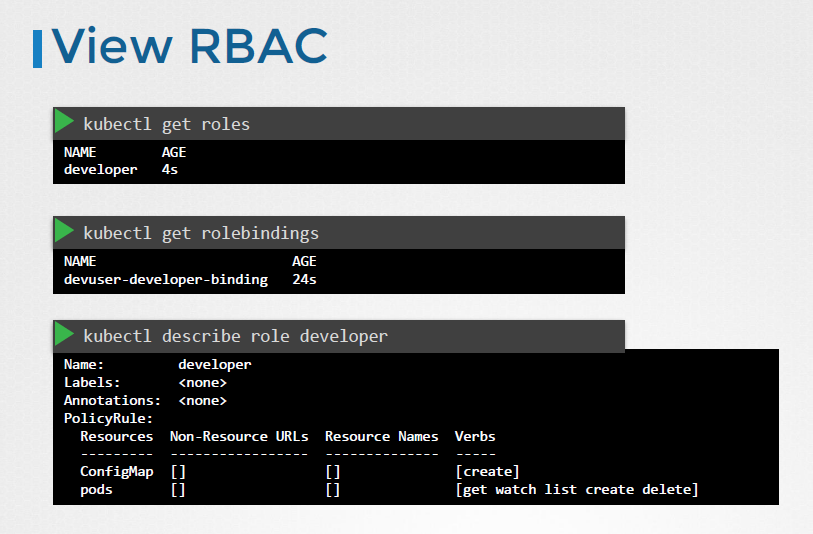 View RBAC
kubectl get roles
NAME AGE
developer 4s
kubectl get rolebindings
NAME AGE
devuser-developer-binding 24s
kubectl describe role developer
Name: developer
Labels: <none>
Annotations: <none>
PolicyRule:
Resources Non-Resource URLs Resource Names Verbs
--------- ----------------- -------------- -----
ConfigMap [] [] [create]
pods [] [] [get watch list create delete]